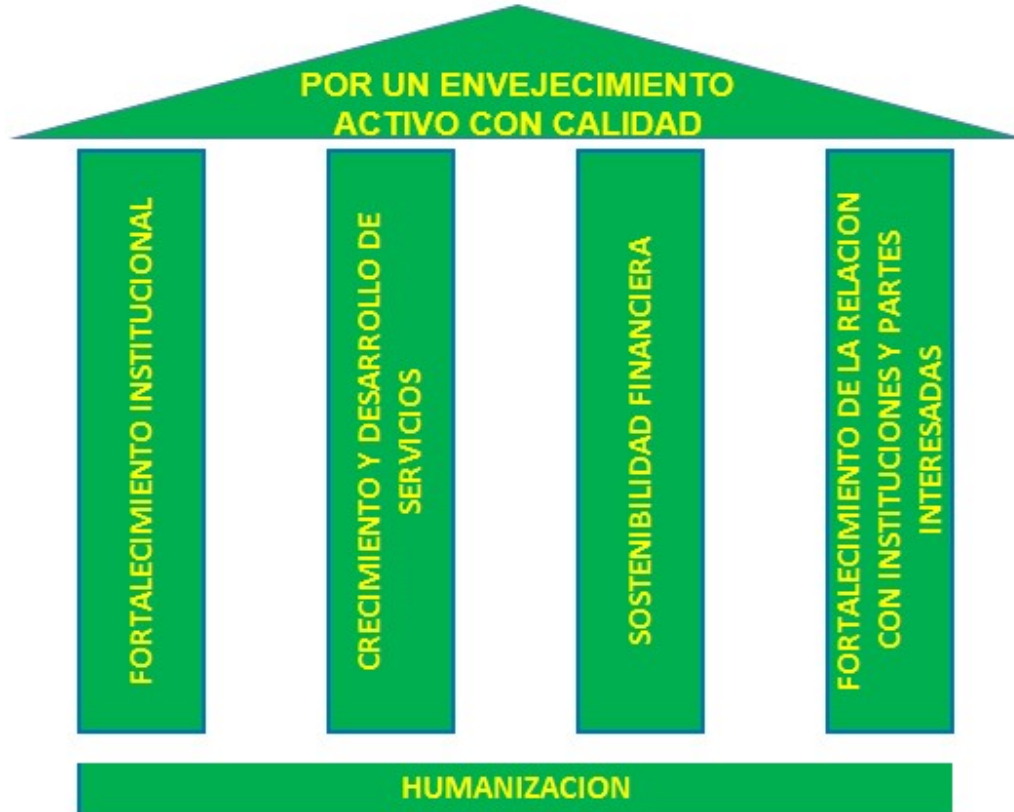 POR UN ENVEJECIMIENTO
ACTIVO CON CALIDAD
FORTALECIMIENTO INSTITUCIONAL
CRECIMIENTO Y DESARROLLO DE
SERVICIOS
SOSTENIBILIDAD FINANCIERA
FORTALECIMIENTO DE LA RELACION
CON INSTITUCIONES Y PARTES
INTERESADAS
HUMANIZACION